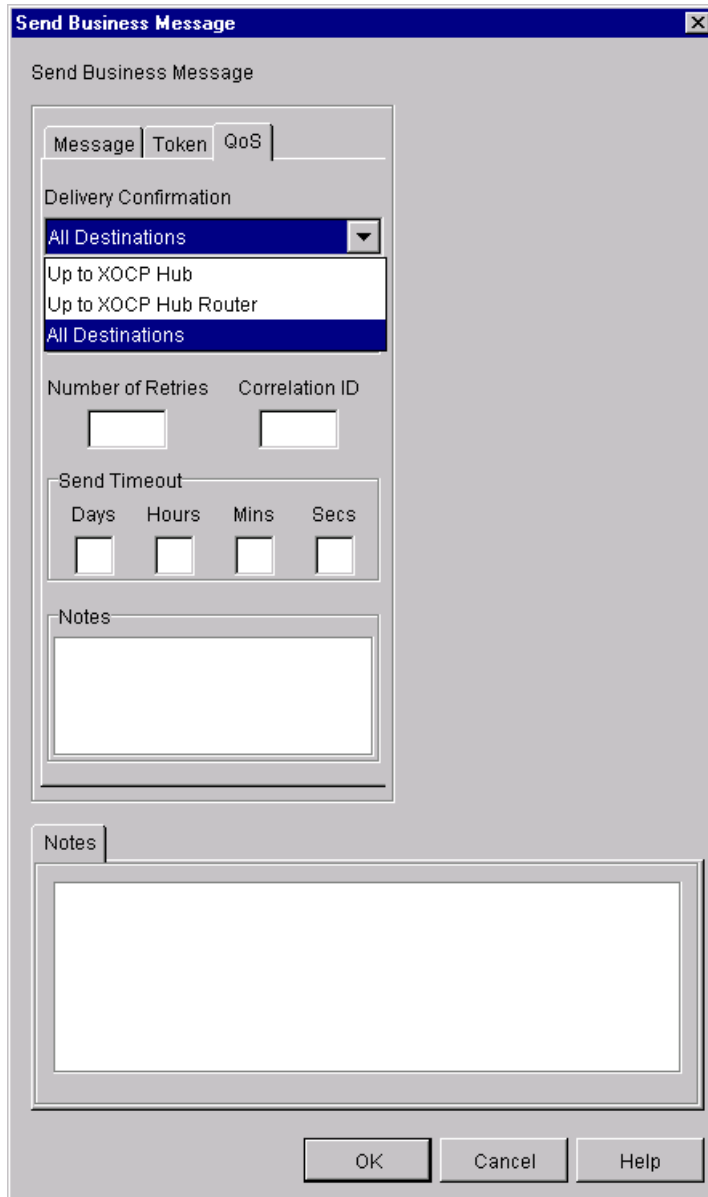 Send Business Message
Send Business Message
Message Token QoS
Delivery Confirmation
All Destinations
Up to XOCP Hub
Up to XOCP Hub Router
All Destinations
Number of Retries Correlation ID
Send Timeout
Days Hours Mins Secs
Notes
Notes
OK Cancel Help